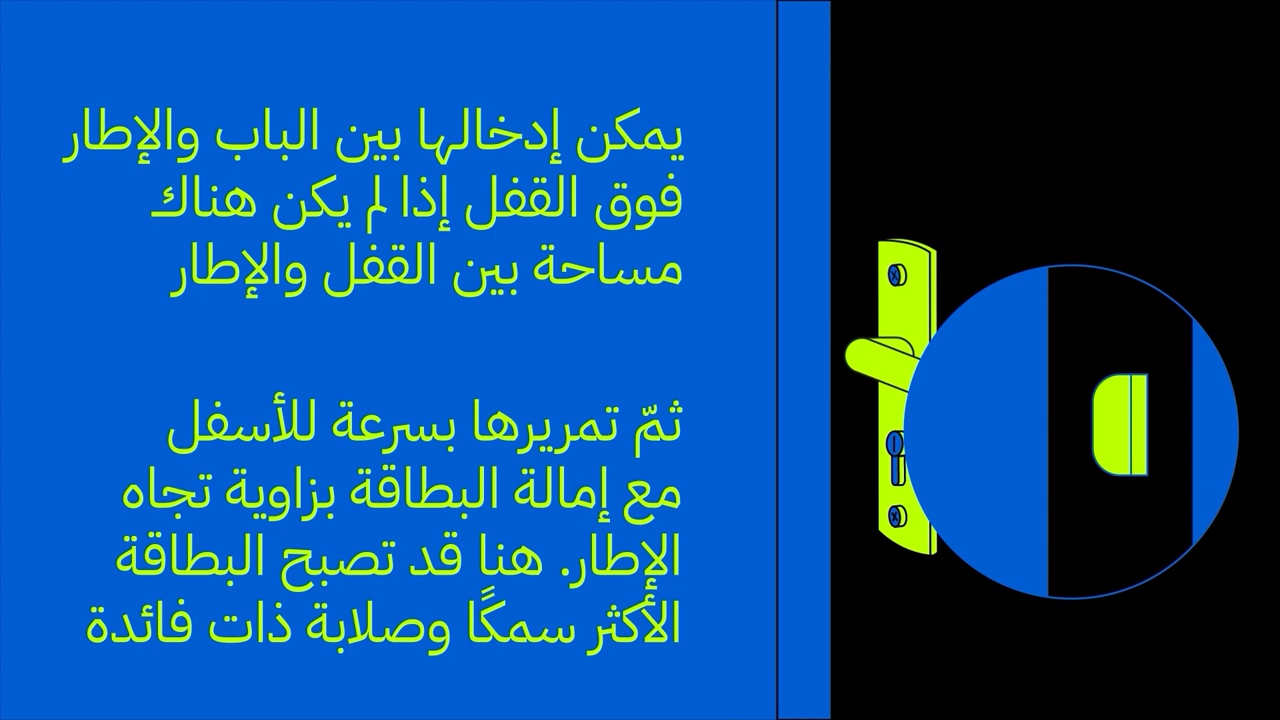 يمكن إدخالها بين الباب والإطار
فوق القفل إذا لم يكن هناك
مساحة بين القفل والإطار
ثمّ تمريرها بسرعة للأسفل
مع إمالة البطاقة بزاوية تجاه
الإطار. هنا قد تصبح البطاقة
الأكثر سمكًا وصلابة ذات فائدة